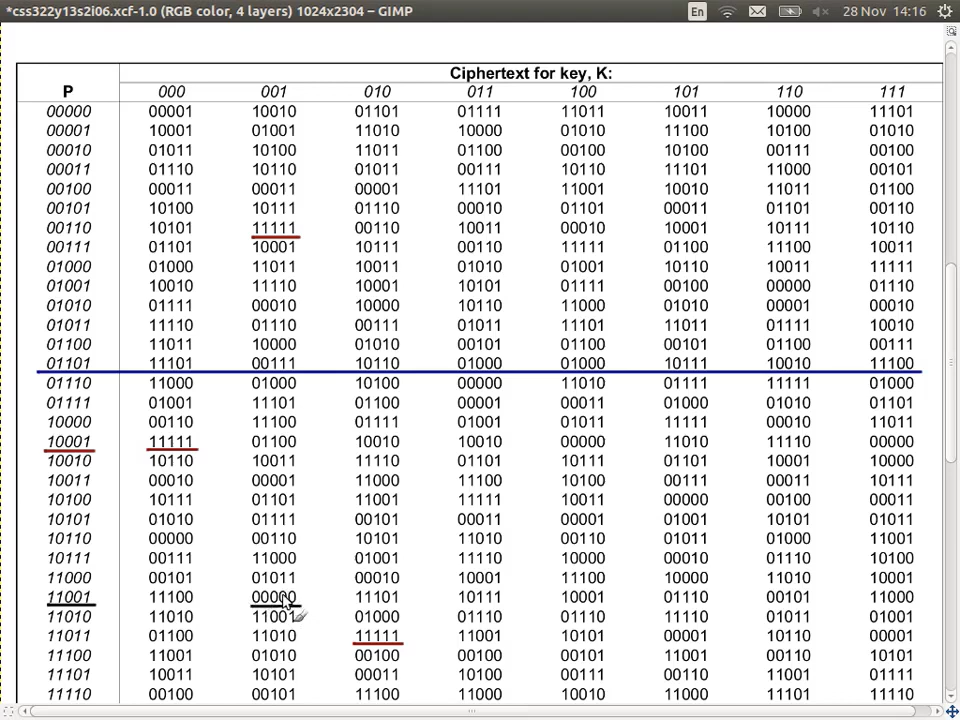 *css322y13s2i06.xcf-1.0 (RGB color, 4 layers) 1024x2304 – GIMP En 28 Nov 14:16
Ciphertext for key, K:
P 000 001 010 011 100 101 110 111
00000 00001 10010 01101 01111 11011 10011 10000 11101
00001 10001 01001 11010 10000 01010 11100 10100 01010
00010 01011 10100 11011 01100 00100 10100 00111 00100
00011 01110 10110 01011 00111 10110 11101 11000 00101
00100 00011 00011 00001 11101 11001 10010 11011 01100
00101 10100 10111 01110 00010 01101 00011 01101 00110
00110 10101 11111 00110 10011 00010 10001 10111 10110
00111 01101 10001 10111 00110 11111 01100 11100 10011
01000 01000 11011 10011 01010 01001 10110 10011 11111
01001 10010 11110 10001 10101 01111 00100 00000 01110
01010 01111 00010 10000 10110 11000 01010 00001 00010
01011 11110 01110 00111 01011 11101 11011 01111 10010
01100 11011 10000 01010 00101 01100 00101 01100 00111
01101 11101 00111 10110 01000 01000 10111 10010 11100
01110 11000 01000 10100 00000 11010 01111 11111 01000
01111 01001 11101 01100 00001 00011 01000 01010 01101
10000 00110 11100 01111 01001 01011 11111 00010 11011
10001 11111 01100 10010 10010 00000 11010 11110 00000
10010 10110 10011 11110 01101 10111 01101 10001 10000
10011 00010 00001 11000 11100 10100 00111 00011 10111
10100 10111 01101 11001 11111 10011 00000 00100 00011
10101 01010 01111 00101 00011 00001 01001 10101 01011
10110 00000 00110 10101 11010 00110 01011 01000 11001
10111 00111 11000 01001 11110 10000 00010 01110 10100
11000 00101 01011 00010 10001 11100 10000 11010 10001
11001 11100 00000 11101 10111 10001 01110 00101 11000
11010 11010 11001 01000 01110 01110 11110 01011 01001
11011 01100 11010 11111 11001 10101 00001 10110 00001
11100 11001 01010 00100 00100 00101 11001 00110 10101
11101 10011 10101 00011 10100 00111 00110 11001 01111
11110 00100 00101 11100 11000 10010 11000 11101 11110